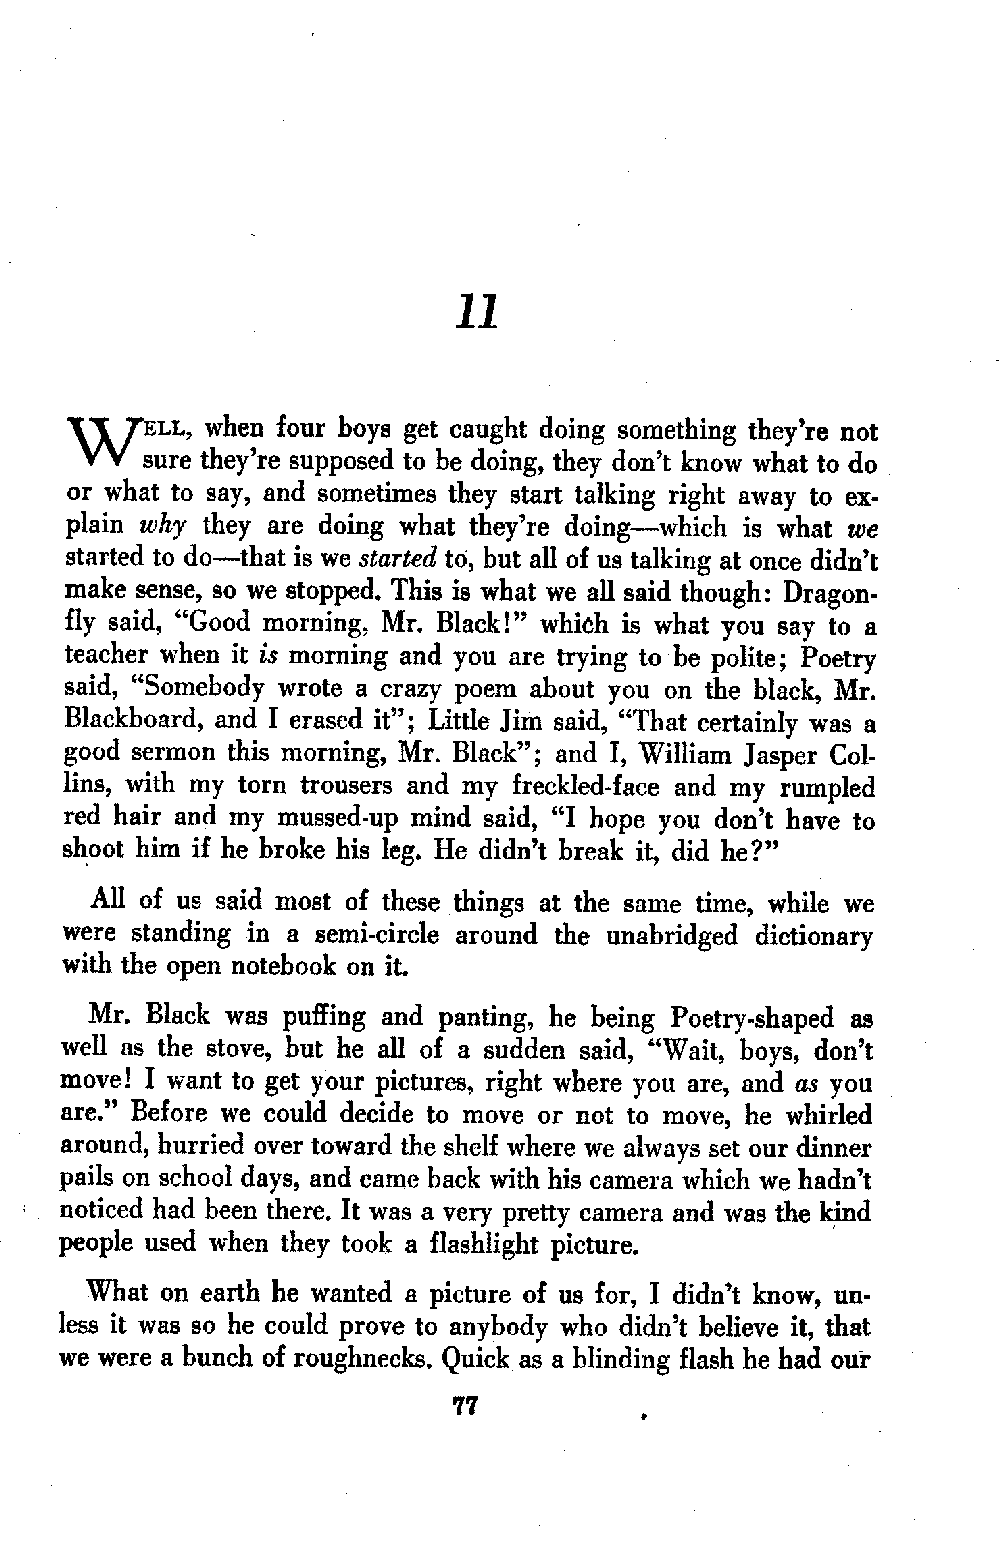 11
WELL, when four boys get caught doing something they're not
sure they're supposed to be doing, they don't know what to do
or what to say, and sometimes they start talking right away to ex-
plain why they are doing what they're doing—which is what we
started to do—that is we started to, but all of us talking at once didn't
make sense, so we stopped. This is what we all said though: Dragon-
fly said, “Good morning, Mr. Black!” which is what you say to a
teacher when it is morning and you are trying to be polite; Poetry
said, “Somebody wrote a crazy poem about you on the black, Mr.
Blackboard, and I erased it”; Little Jim said, “That certainly was a
good sermon this morning, Mr. Black”; and I, William Jasper Col-
lins, with my torn trousers and my freckled-face and my rumpled
red hair and my mussed-up mind said, “I hope you don't have to
shoot him if he broke his leg. He didn't break it, did he?”
All of us said most of these things at the same time, while we
were standing in a semi-circle around the unabridged dictionary
with the open notebook on it.
Mr. Black was puffing and panting, he being Poetry-shaped as
well as the stove, but he all of a sudden said, “Wait, boys, don't
move! I want to get your pictures, right where you are, and as you
are.” Before we could decide to move or not to move, he whirled
around, hurried over toward the shelf where we always set our dinner
pails on school days, and came back with his camera which we hadn't
noticed had been there. It was a very pretty camera and was the kind
people used when they took a flashlight picture.
What on earth he wanted a picture of us for, I didn't know, un-
less it was so he could prove to anybody who didn't believe it, that
we were a bunch of roughnecks. Quick as a blinding flash he had our
77